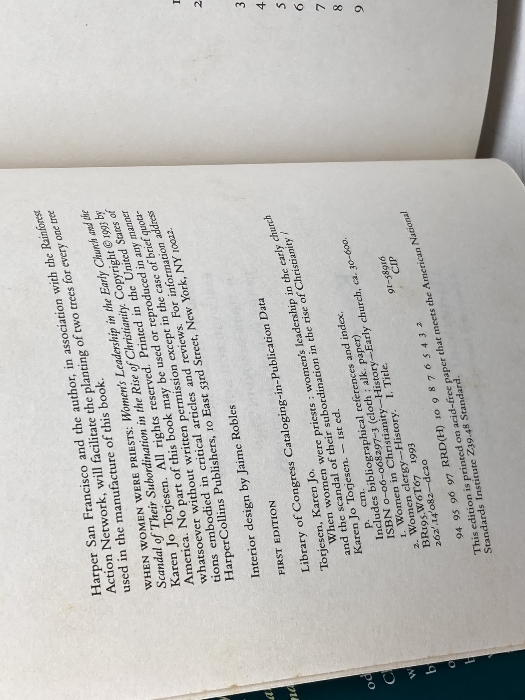 Harper San Francisco and the author, in association with the Rainforest
Action Network, will facilitate the planting of two trees for every one tree
used in the manufacture of this book.
WHEN WOMEN WERE PRIESTS: Women's Leadership in the Early Church and the
Scandal of Their Subordination in the Rise of Christianity. Copyright © 1993 by
Karen Jo Torjesen. All rights reserved. Printed in the United States of
America. No part of this book may be used or reproduced in any manner
whatsoever without written permission except in the case of brief quota-
tions embodied in critical articles and reviews. For information address
HarperCollins Publishers, 10 East 53rd Street, New York, NY 10022.
Interior design by Jaime Robles
FIRST EDITION
Library of Congress Cataloging-in-Publication Data
Torjesen, Karen Jo.
When women were priests : women's leadership in the early church
and the scandal of their subordination in the rise of Christianity /
Karen Jo Torjesen. — 1st ed.
p. cm.
Includes bibliographical references and index.
ISBN 0-06-068297-3 (cloth : alk. paper)
1. Women in Christianity—History—Early church, ca. 30-600.
2. Women clergy—History. I. Title.
BR195.W6T67 1993
262'.14'082—dc20 91-58916
CIP
94 95 96 97 RRD(H) 10 9 8 7 6 5 4 3 2
This edition is printed on acid-free paper that meets the American National
Standards Institute Z39.48 Standard.
2
3
4
5
6
7
8
9